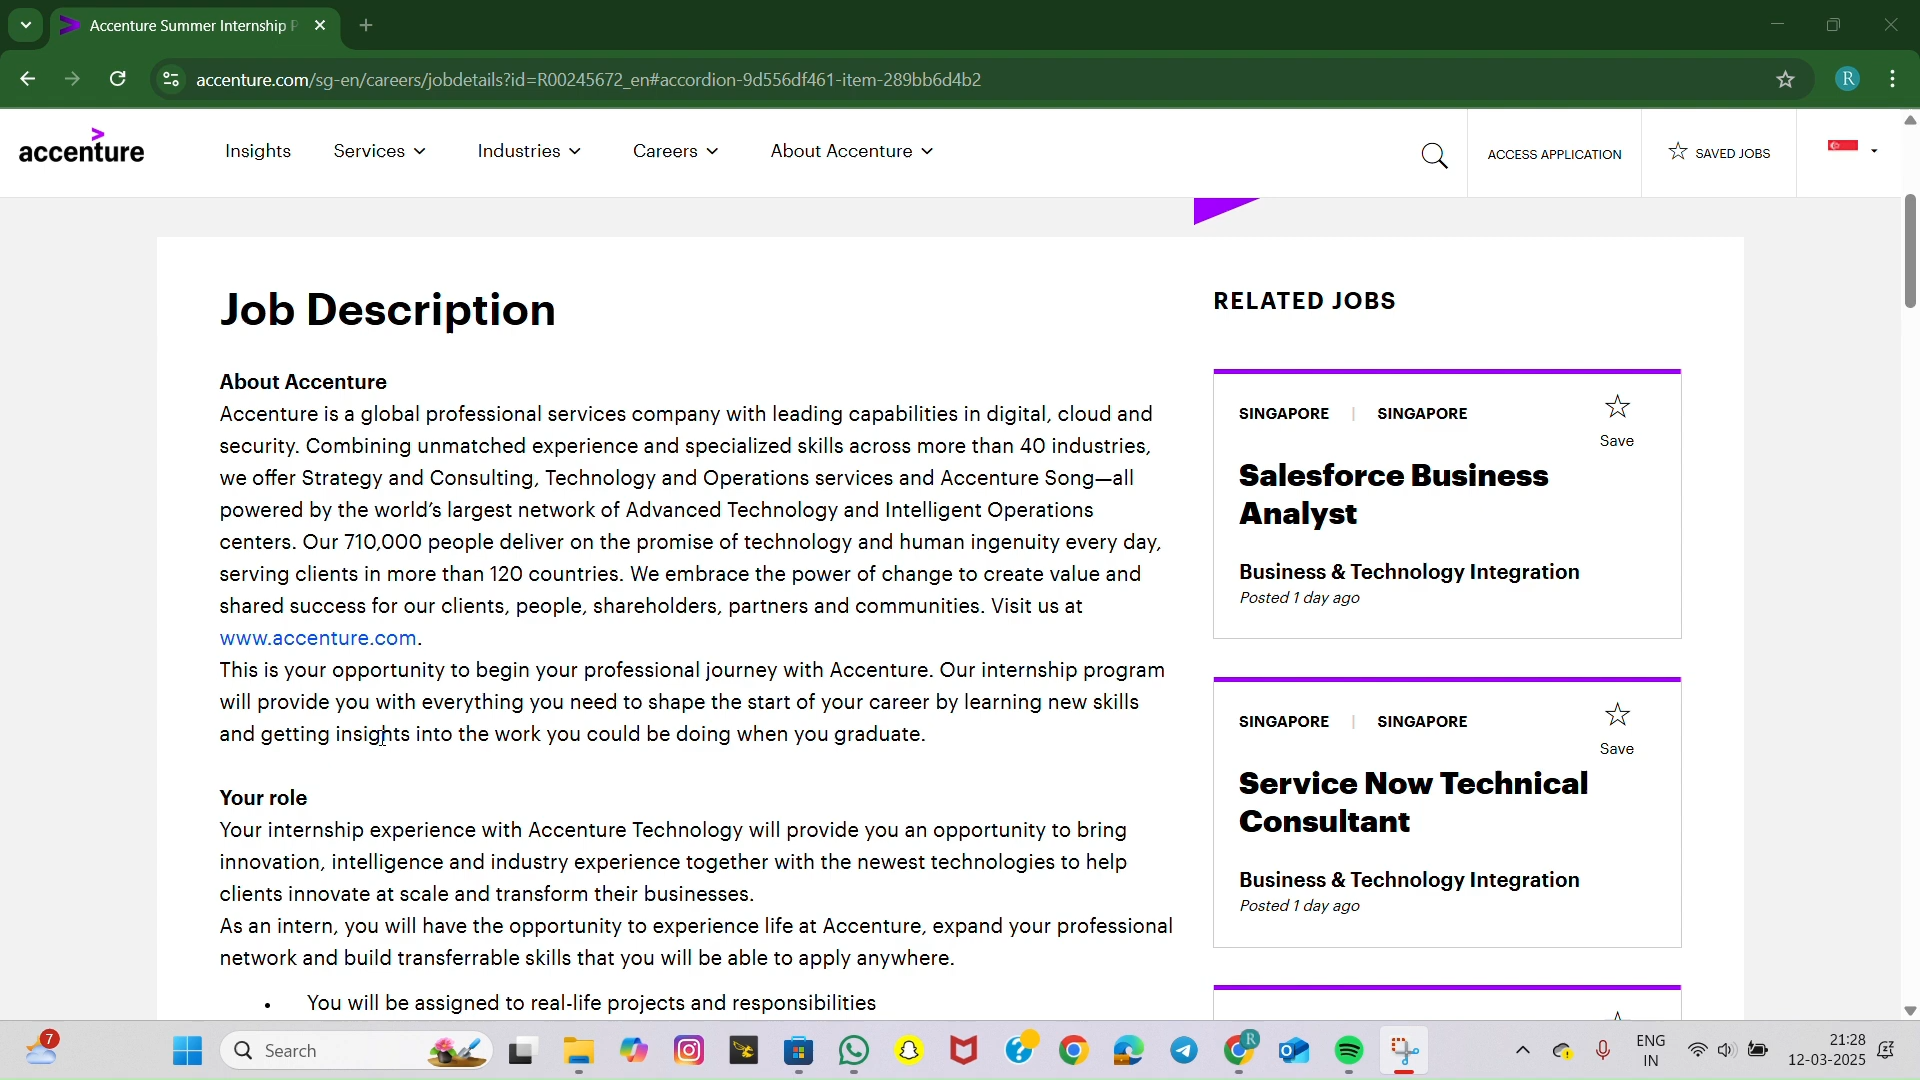 Accenture Summer Internship P
accenture.com/sg-en/careers/jobdetails?id=R00245672_en#accordion-9d556df461-item-289bb6d4b2
R
accenture
Insights
Services
Industries
Careers
About Accenture
ACCESS APPLICATION
SAVED JOBS
Job Description
About Accenture
Accenture is a global professional services company with leading capabilities in digital, cloud and
security. Combining unmatched experience and specialized skills across more than 40 industries,
we offer Strategy and Consulting, Technology and Operations services and Accenture Song—all
powered by the world’s largest network of Advanced Technology and Intelligent Operations
centers. Our 710,000 people deliver on the promise of technology and human ingenuity every day,
serving clients in more than 120 countries. We embrace the power of change to create value and
shared success for our clients, people, shareholders, partners and communities. Visit us at
www.accenture.com.
This is your opportunity to begin your professional journey with Accenture. Our internship program
will provide you with everything you need to shape the start of your career by learning new skills
and getting insights into the work you could be doing when you graduate.
Your role
Your internship experience with Accenture Technology will provide you an opportunity to bring
innovation, intelligence and industry experience together with the newest technologies to help
clients innovate at scale and transform their businesses.
As an intern, you will have the opportunity to experience life at Accenture, expand your professional
network and build transferrable skills that you will be able to apply anywhere.
• You will be assigned to real-life projects and responsibilities
RELATED JOBS
SINGAPORE | SINGAPORE
Save
Salesforce Business
Analyst
Business & Technology Integration
Posted 1 day ago
SINGAPORE | SINGAPORE
Save
Service Now Technical
Consultant
Business & Technology Integration
Posted 1 day ago
7
Search
R
ENG
IN
21:28
12-03-2025